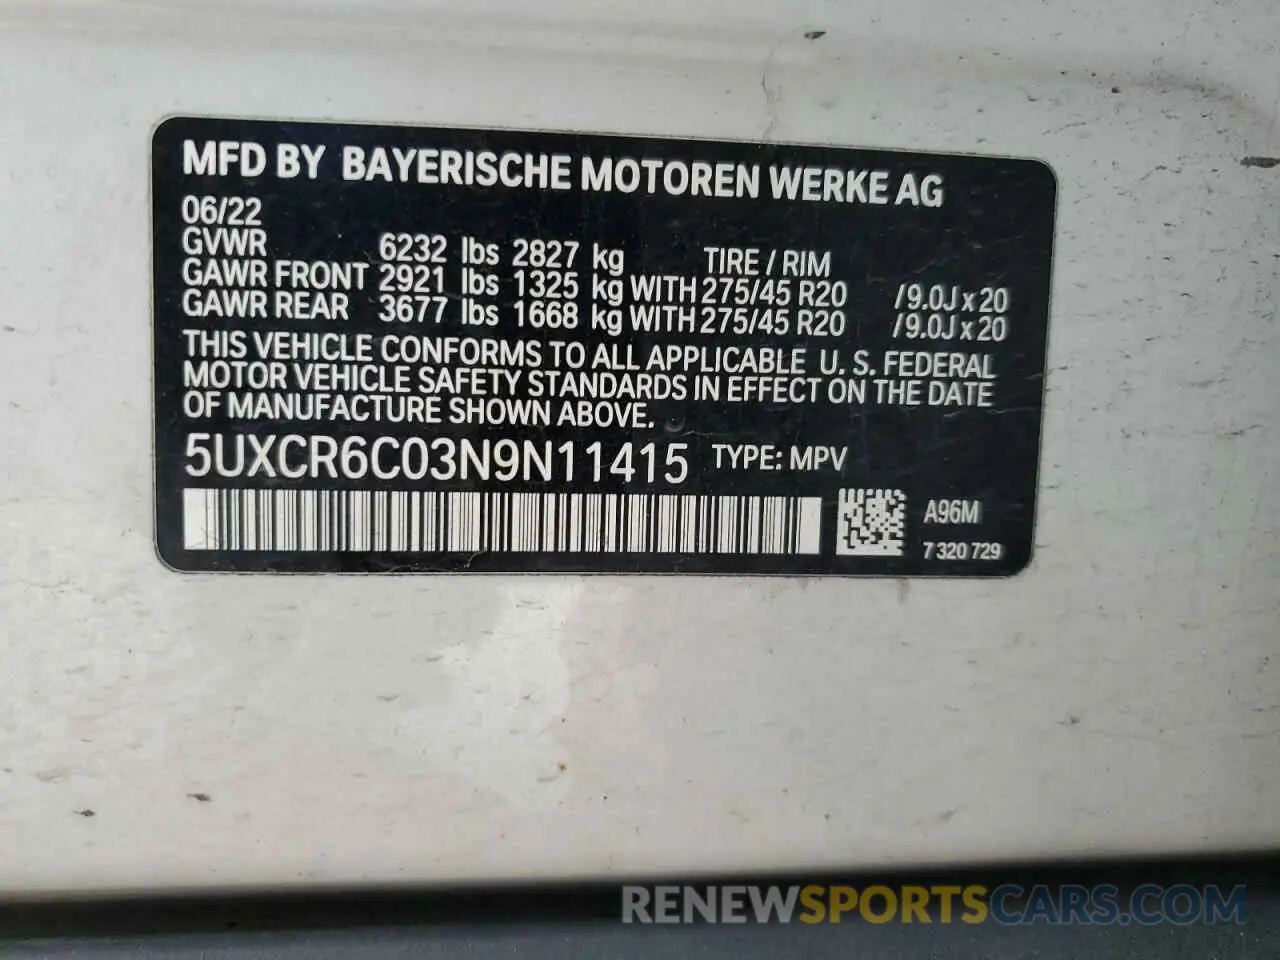 MFD BY BAYERISCHE MOTOREN WERKE AG
06/22
GVWR 6232 lbs 2827 kg TIRE / RIM
GAWR FRONT 2921 lbs 1325 kg WITH 275/45 R20 /9.0J x 20
GAWR REAR 3677 lbs 1668 kg WITH 275/45 R20 /9.0J x 20
THIS VEHICLE CONFORMS TO ALL APPLICABLE U. S. FEDERAL
MOTOR VEHICLE SAFETY STANDARDS IN EFFECT ON THE DATE
OF MANUFACTURE SHOWN ABOVE.
5UXCR6C03N9N11415 TYPE: MPV
A96M
7 320 729
RENEWSPORTSCARS.COM